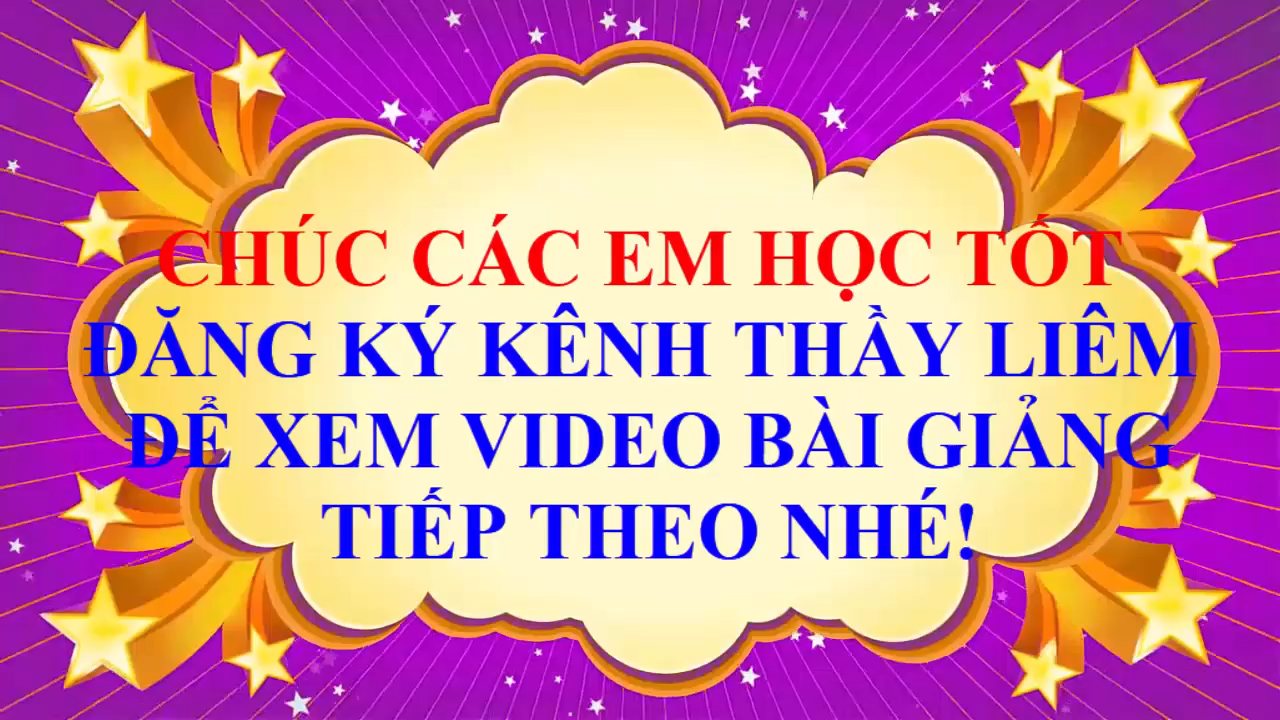 CHÚC CÁC EM HỌC TỐT
ĐĂNG KÝ KÊNH THẦY LIÊM
ĐỂ XEM VIDEO BÀI GIẢNG
TIẾP THEO NHÉ!